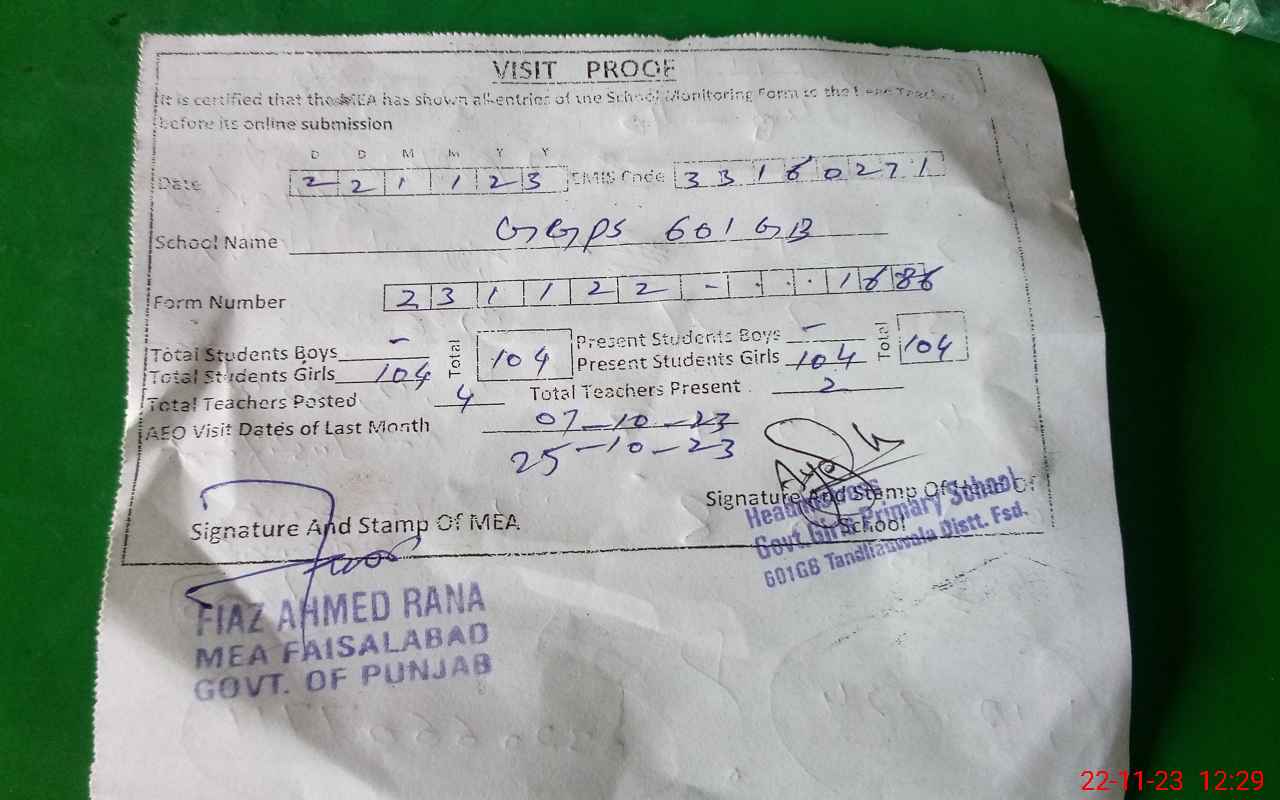 VISIT PROOF
It is certified that the MEA has shown all entries of the School Monitoring Form to the Head Teacher
before its online submission
D D M M Y Y
Date 2 2 1 1 2 3 EMIS Code 3 3 1 6 0 2 7 1
School Name GGPS 601 GB
Form Number 2 3 1 1 2 2 - . . . 1 6 8
Total Students Boys - Total 104 Present Students Boys - Total 104
Total Students Girls 104 Present Students Girls 104
Total Teachers Posted 4 Total Teachers Present 2
AEO Visit Dates of Last Month 07-10-23
25-10-23
Signature And Stamp Of MEA
Signature And Stamp Of Head Of
School
Headmistress
Govt. Girls Primary School
601GB Tandlianwala Distt. Fsd.
FIAZ AHMED RANA
MEA FAISALABAD
GOVT. OF PUNJAB
22-11-23 12:29